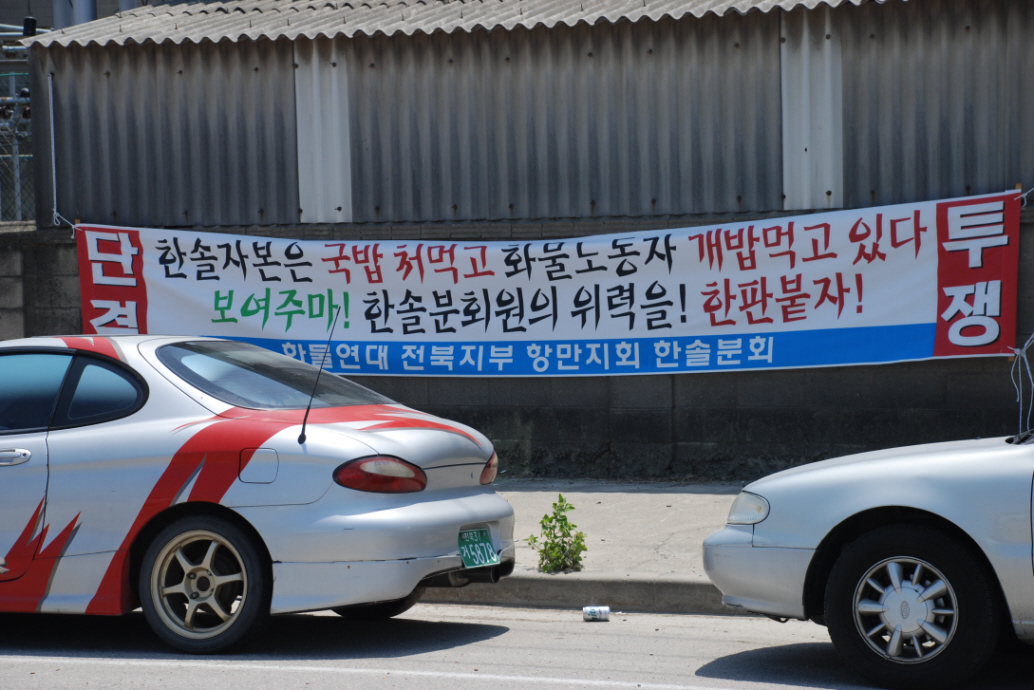 단결
한솔자본은 국밥 처먹고 화물노동자 개밥먹고 있다
보여주마! 한솔분회원의 위력을! 한판붙자!
화물연대 전북지부 항만지회 한솔분회
투쟁
5878